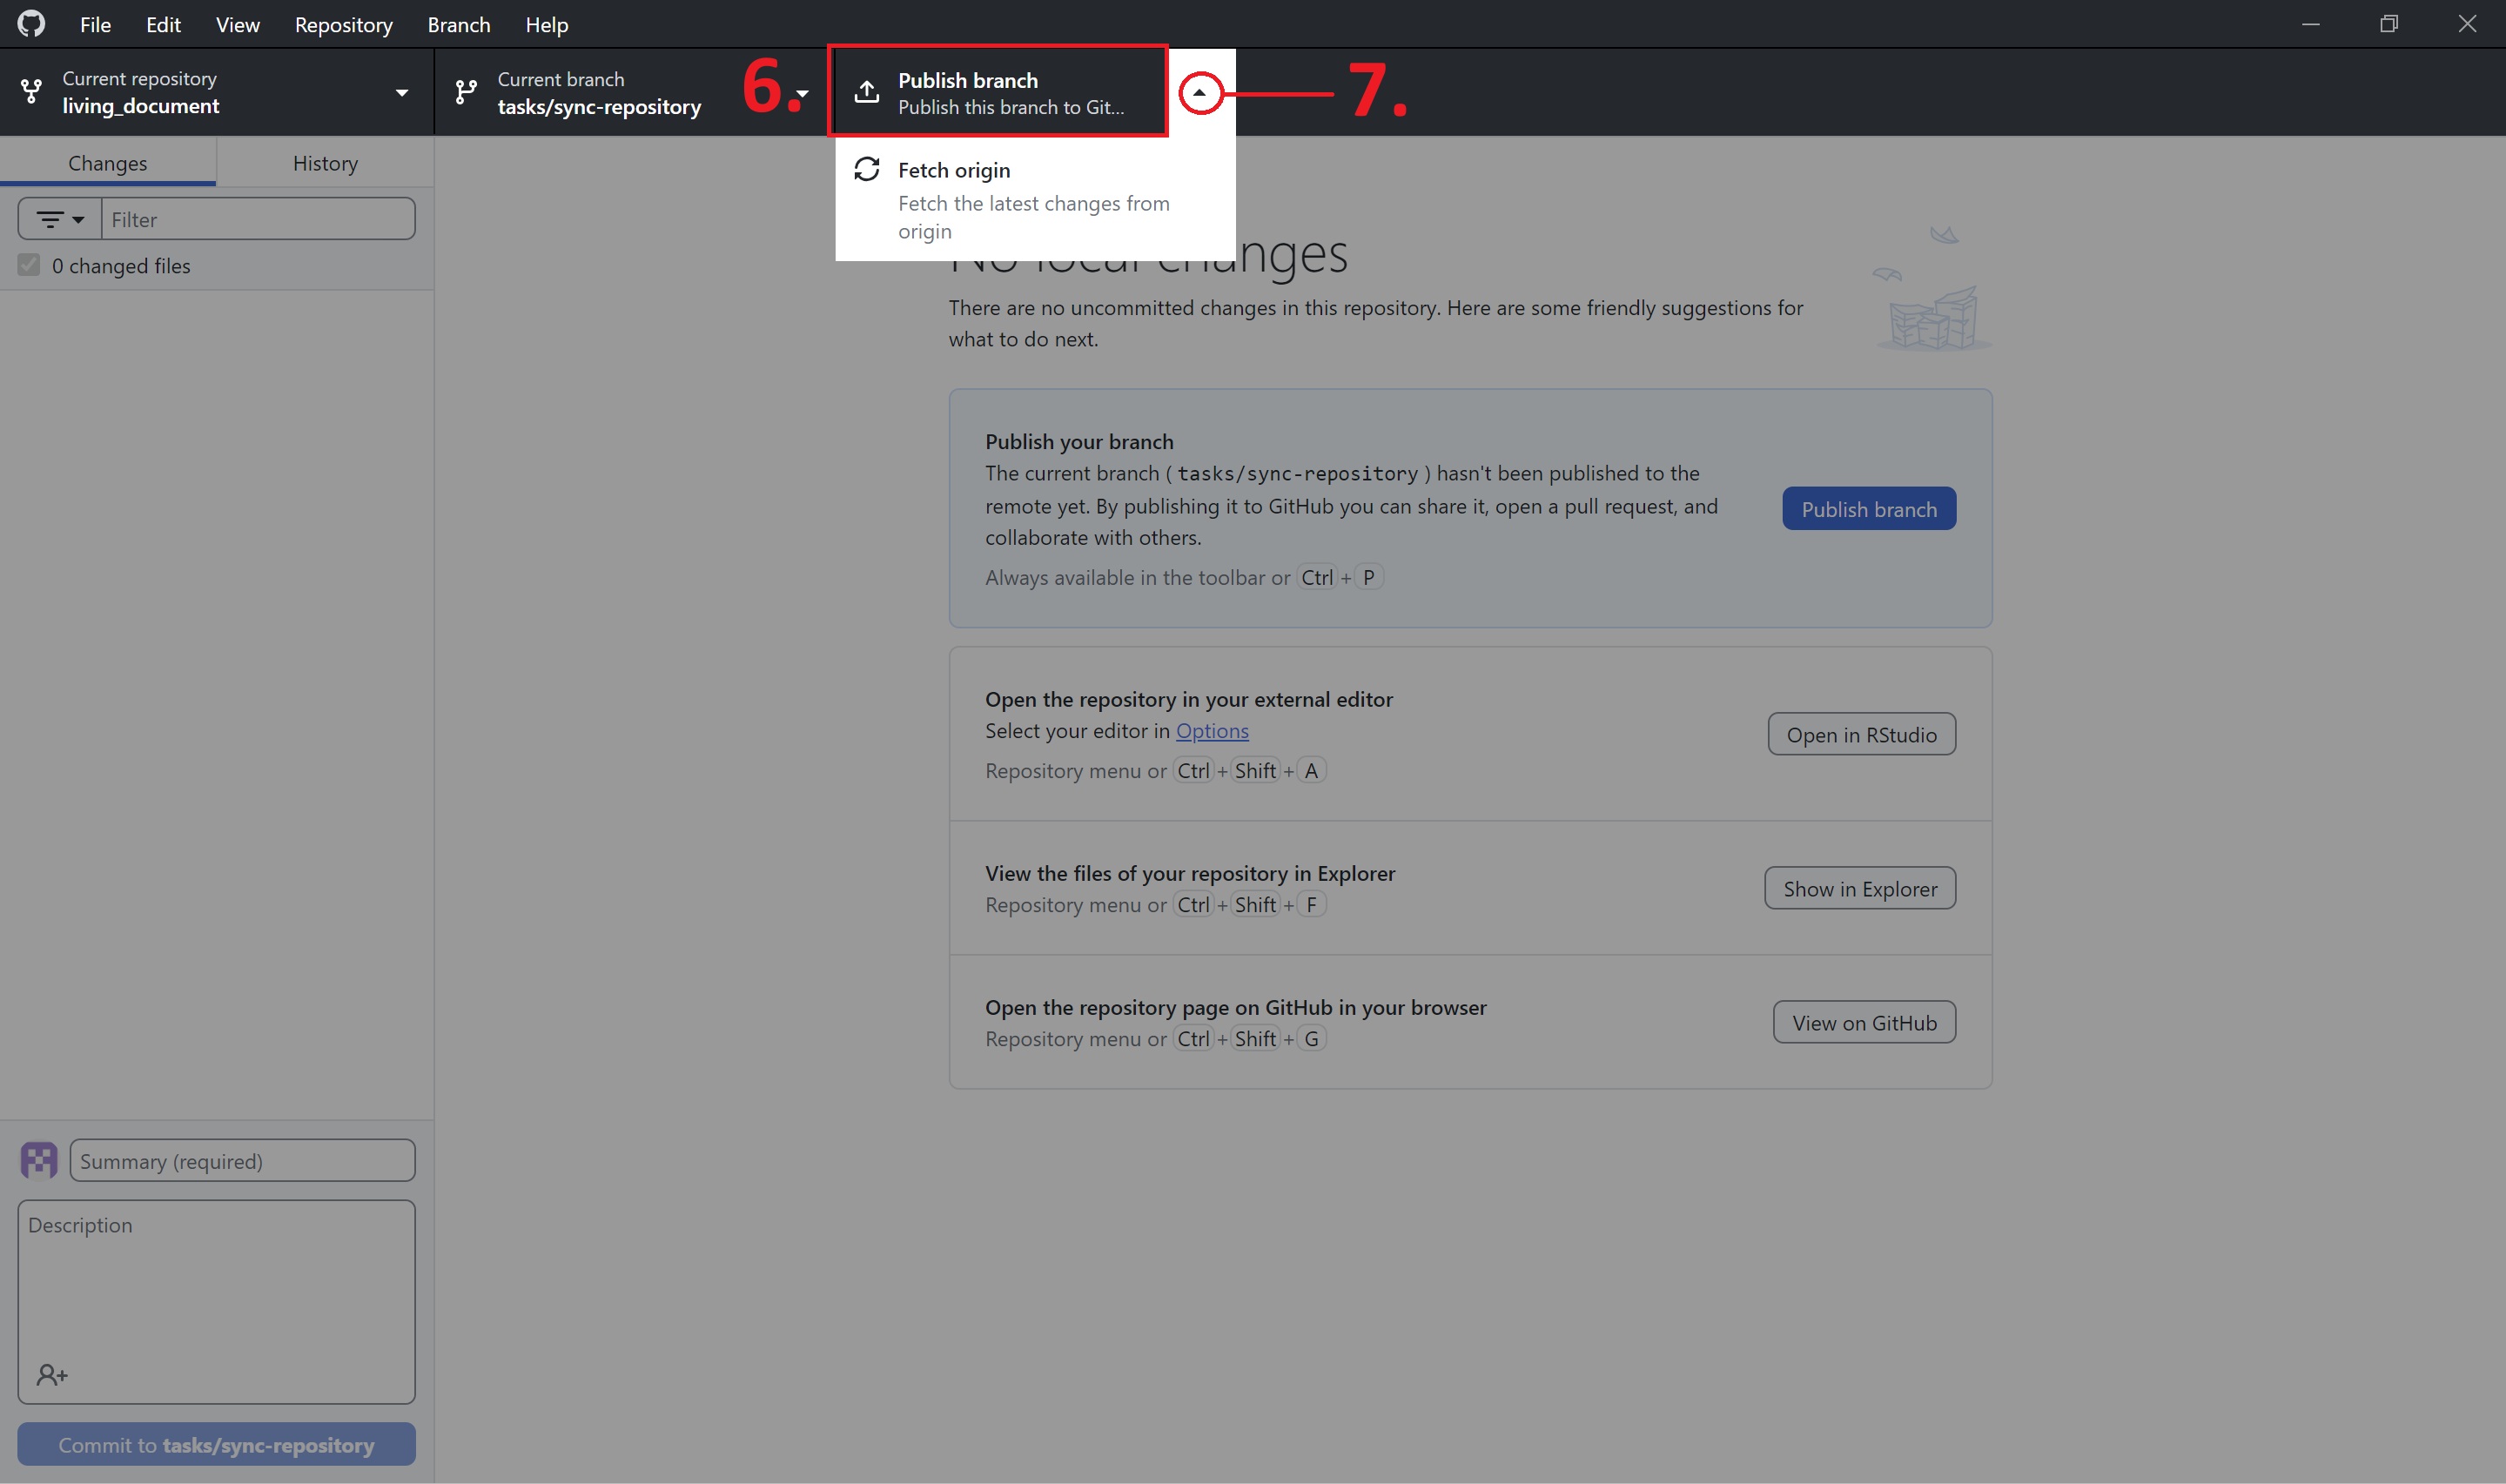 File Edit View Repository Branch Help
Current repository
living_document
Current branch
tasks/sync-repository
6.
Publish branch
Publish this branch to Git...
7.
Fetch origin
Fetch the latest changes from
origin
Changes
History
Filter
0 changed files
No local changes
There are no uncommitted changes in this repository. Here are some friendly suggestions for
what to do next.
Publish your branch
The current branch ( tasks/sync-repository ) hasn't been published to the
remote yet. By publishing it to GitHub you can share it, open a pull request, and
collaborate with others.
Always available in the toolbar or Ctrl + P
Publish branch
Open the repository in your external editor
Select your editor in Options
Repository menu or Ctrl + Shift + A
Open in RStudio
View the files of your repository in Explorer
Repository menu or Ctrl + Shift + F
Show in Explorer
Open the repository page on GitHub in your browser
Repository menu or Ctrl + Shift + G
View on GitHub
Summary (required)
Description
Commit to tasks/sync-repository